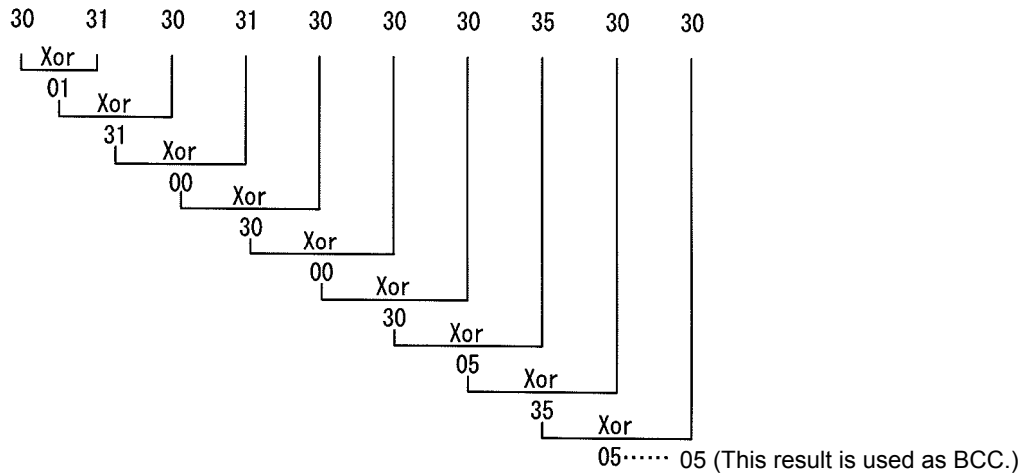 30 31 30 31 30 30 30 35 30 30
Xor
01
Xor
31
Xor
00
Xor
30
Xor
00
Xor
30
Xor
05
Xor
35
Xor
05...... 05 (This result is used as BCC.)